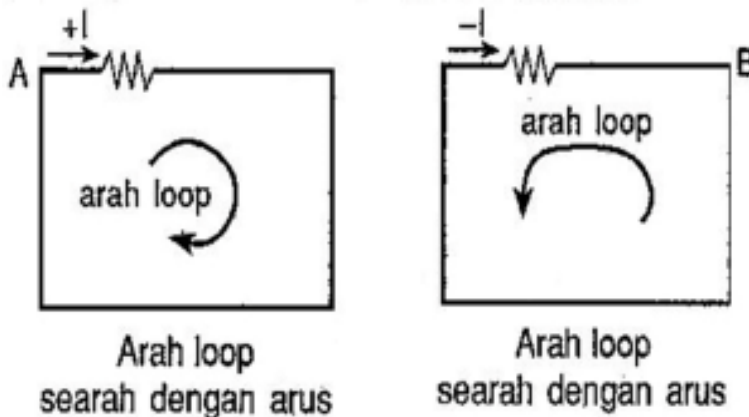 +I
A
arah loop
Arah loop
searah dengan arus
–I
B
arah loop
Arah loop
searah dengan arus